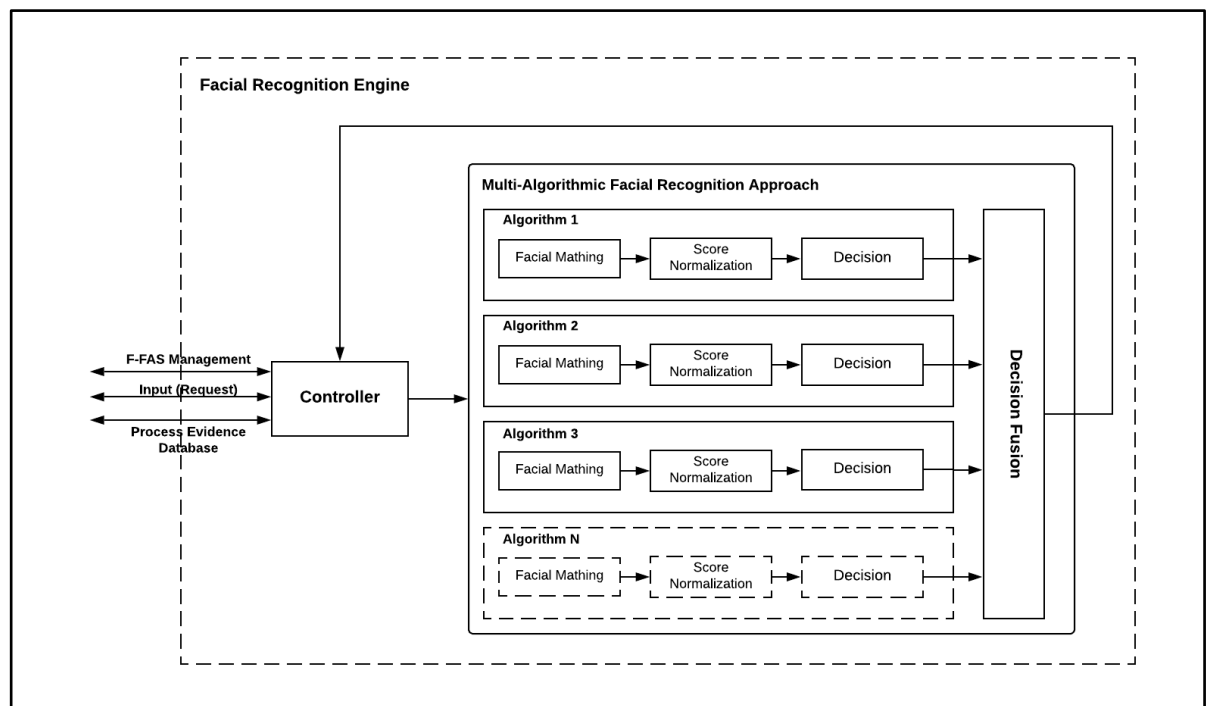 Facial Recognition Engine
Multi-Algorithmic Facial Recognition Approach
Algorithm 1
Facial Mathing
Score
Normalization
Decision
Algorithm 2
Facial Mathing
Score
Normalization
Decision
Algorithm 3
Facial Mathing
Score
Normalization
Decision
Algorithm N
Facial Mathing
Score
Normalization
Decision
Decision Fusion
F-FAS Management
Input (Request)
Process Evidence
Database
Controller